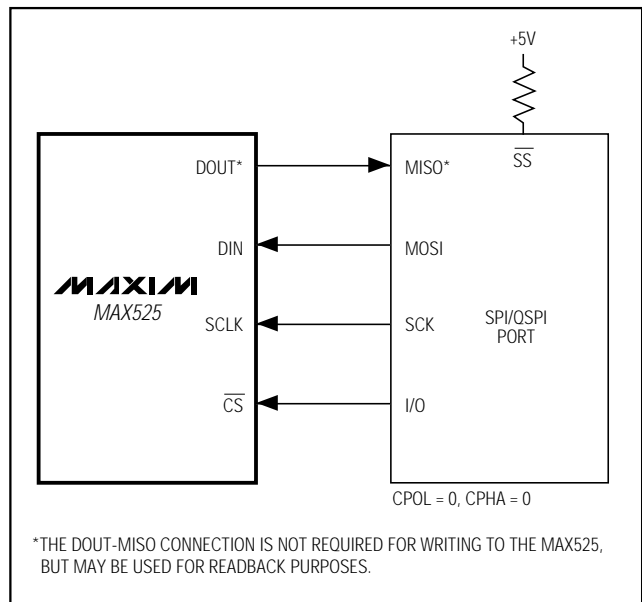 +5V
SS
DOUT* MISO*
DIN MOSI
MAXIM
MAX525
SCLK SCK SPI/QSPI
PORT
CS I/O
CPOL = 0, CPHA = 0
*THE DOUT-MISO CONNECTION IS NOT REQUIRED FOR WRITING TO THE MAX525,
BUT MAY BE USED FOR READBACK PURPOSES.